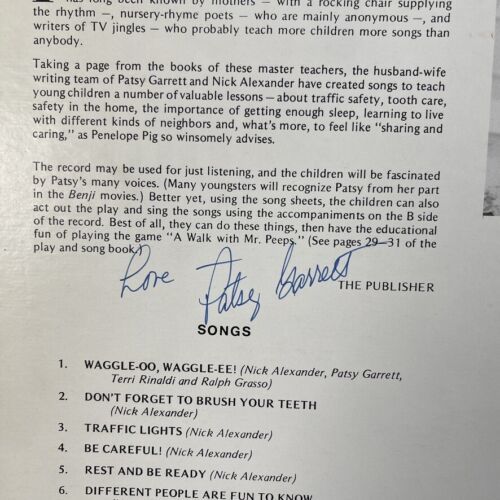 has long been known by mothers — with a rocking chair supplying
the rhythm —, nursery-rhyme poets — who are mainly anonymous —, and
writers of TV jingles — who probably teach more children more songs than
anybody.
Taking a page from the books of these master teachers, the husband-wife
writing team of Patsy Garrett and Nick Alexander have created songs to teach
young children a number of valuable lessons — about traffic safety, tooth care,
safety in the home, the importance of getting enough sleep, learning to live
with different kinds of neighbors and, what's more, to feel like "sharing and
caring," as Penelope Pig so winsomely advises.
The record may be used for just listening, and the children will be fascinated
by Patsy's many voices. (Many youngsters will recognize Patsy from her part
in the Benji movies.) Better yet, using the song sheets, the children can also
act out the play and sing the songs using the accompaniments on the B side
of the record. Best of all, they can do these things, then have the educational
fun of playing the game "A Walk with Mr. Peeps." (See pages 29–31 of the
play and song book.)
Love Patsy Garrett
THE PUBLISHER
SONGS
1. WAGGLE-OO, WAGGLE-EE! (Nick Alexander, Patsy Garrett,
Terri Rinaldi and Ralph Grasso)
2. DON'T FORGET TO BRUSH YOUR TEETH
(Nick Alexander)
3. TRAFFIC LIGHTS (Nick Alexander)
4. BE CAREFUL! (Nick Alexander)
5. REST AND BE READY (Nick Alexander)
6. DIFFERENT PEOPLE ARE FUN TO KNOW